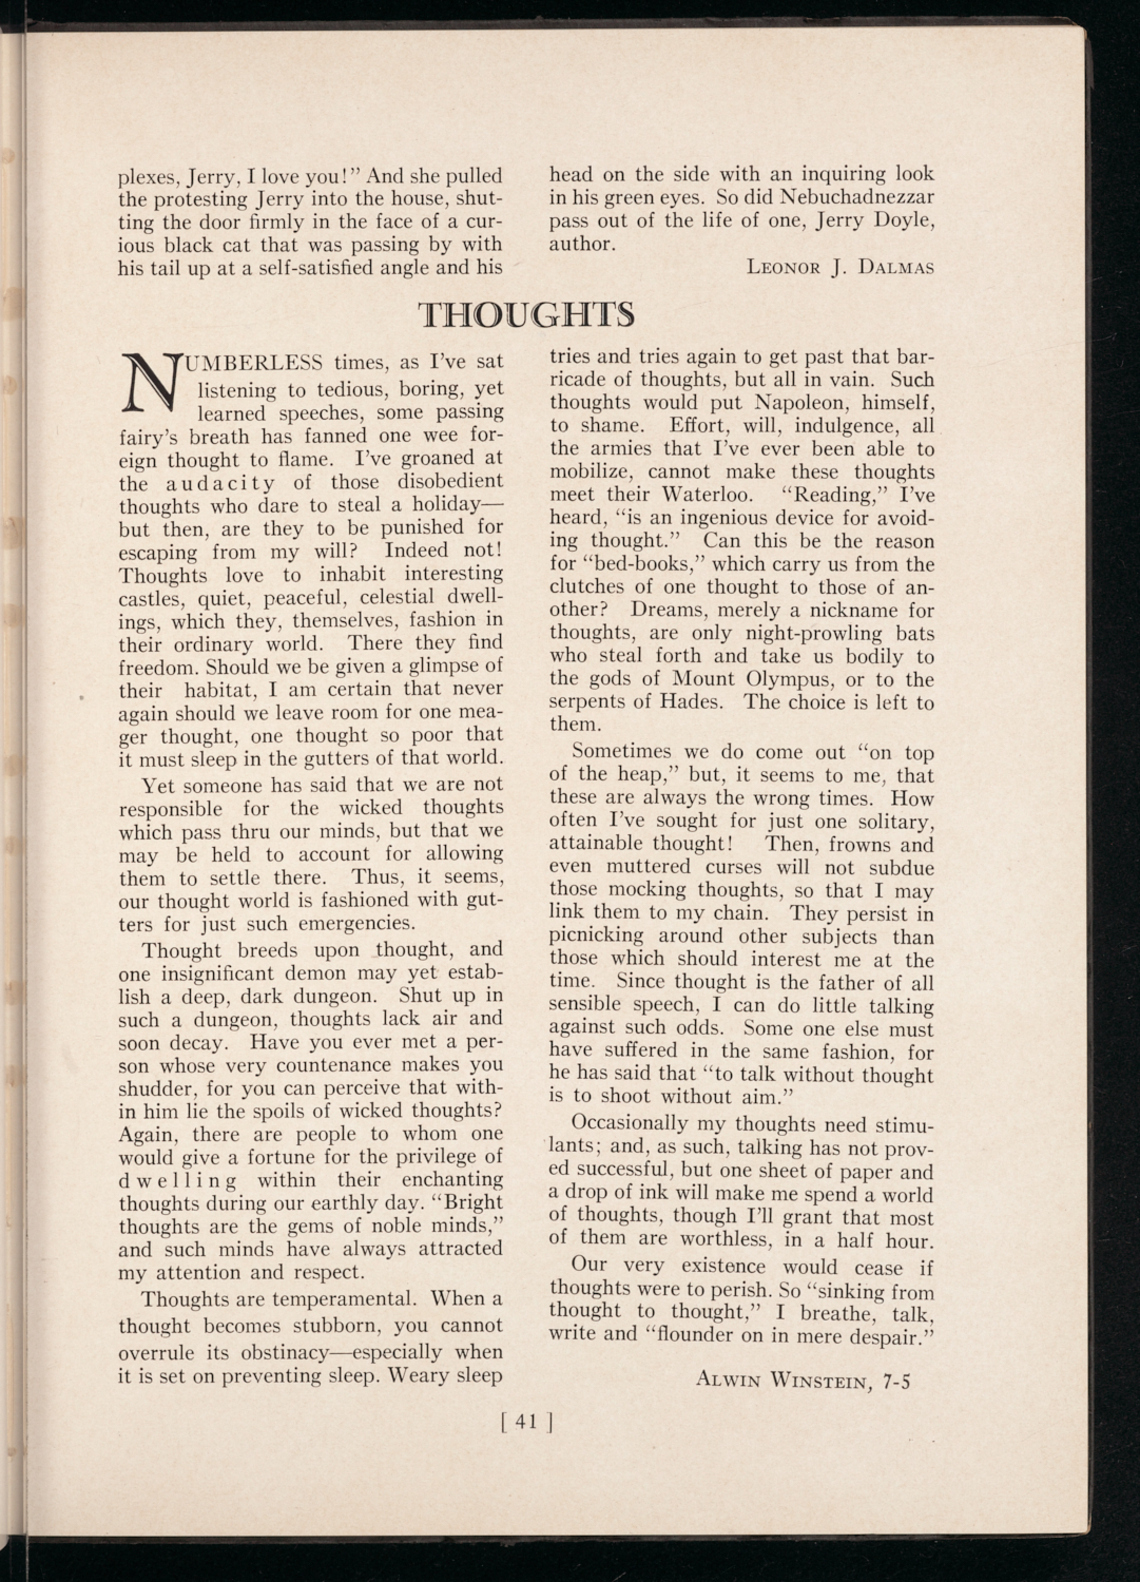 plexes, Jerry, I love you!” And she pulled
the protesting Jerry into the house, shut-
ting the door firmly in the face of a cur-
ious black cat that was passing by with
his tail up at a self-satisfied angle and his
head on the side with an inquiring look
in his green eyes. So did Nebuchadnezzar
pass out of the life of one, Jerry Doyle,
author.
LEONOR J. DALMAS
THOUGHTS
NUMBERLESS times, as I’ve sat
listening to tedious, boring, yet
learned speeches, some passing
fairy’s breath has fanned one wee for-
eign thought to flame. I’ve groaned at
the audacity of those disobedient
thoughts who dare to steal a holiday—
but then, are they to be punished for
escaping from my will? Indeed not!
Thoughts love to inhabit interesting
castles, quiet, peaceful, celestial dwell-
ings, which they, themselves, fashion in
their ordinary world. There they find
freedom. Should we be given a glimpse of
their habitat, I am certain that never
again should we leave room for one mea-
ger thought, one thought so poor that
it must sleep in the gutters of that world.
Yet someone has said that we are not
responsible for the wicked thoughts
which pass thru our minds, but that we
may be held to account for allowing
them to settle there. Thus, it seems,
our thought world is fashioned with gut-
ters for just such emergencies.
Thought breeds upon thought, and
one insignificant demon may yet estab-
lish a deep, dark dungeon. Shut up in
such a dungeon, thoughts lack air and
soon decay. Have you ever met a per-
son whose very countenance makes you
shudder, for you can perceive that with-
in him lie the spoils of wicked thoughts?
Again, there are people to whom one
would give a fortune for the privilege of
dwelling within their enchanting
thoughts during our earthly day. “Bright
thoughts are the gems of noble minds,”
and such minds have always attracted
my attention and respect.
Thoughts are temperamental. When a
thought becomes stubborn, you cannot
overrule its obstinacy—especially when
it is set on preventing sleep. Weary sleep
tries and tries again to get past that bar-
ricade of thoughts, but all in vain. Such
thoughts would put Napoleon, himself,
to shame. Effort, will, indulgence, all
the armies that I’ve ever been able to
mobilize, cannot make these thoughts
meet their Waterloo. “Reading,” I’ve
heard, “is an ingenious device for avoid-
ing thought.” Can this be the reason
for “bed-books,” which carry us from the
clutches of one thought to those of an-
other? Dreams, merely a nickname for
thoughts, are only night-prowling bats
who steal forth and take us bodily to
the gods of Mount Olympus, or to the
serpents of Hades. The choice is left to
them.
Sometimes we do come out “on top
of the heap,” but, it seems to me, that
these are always the wrong times. How
often I’ve sought for just one solitary,
attainable thought! Then, frowns and
even muttered curses will not subdue
those mocking thoughts, so that I may
link them to my chain. They persist in
picnicking around other subjects than
those which should interest me at the
time. Since thought is the father of all
sensible speech, I can do little talking
against such odds. Some one else must
have suffered in the same fashion, for
he has said that “to talk without thought
is to shoot without aim.”
Occasionally my thoughts need stimu-
lants; and, as such, talking has not prov-
ed successful, but one sheet of paper and
a drop of ink will make me spend a world
of thoughts, though I’ll grant that most
of them are worthless, in a half hour.
Our very existence would cease if
thoughts were to perish. So “sinking from
thought to thought,” I breathe, talk,
write and “flounder on in mere despair.”
ALWIN WINSTEIN, 7-5
[ 41 ]